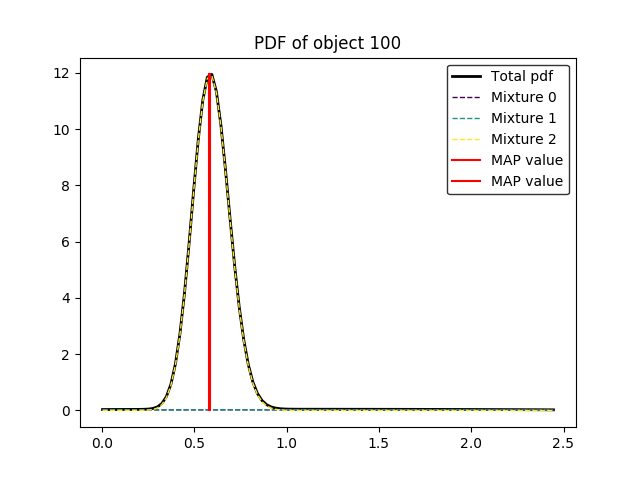 PDF of object 100
Total pdf
Mixture 0
Mixture 1
Mixture 2
MAP value
MAP value
12
10
8
6
4
2
0
0.0 0.5 1.0 1.5 2.0 2.5